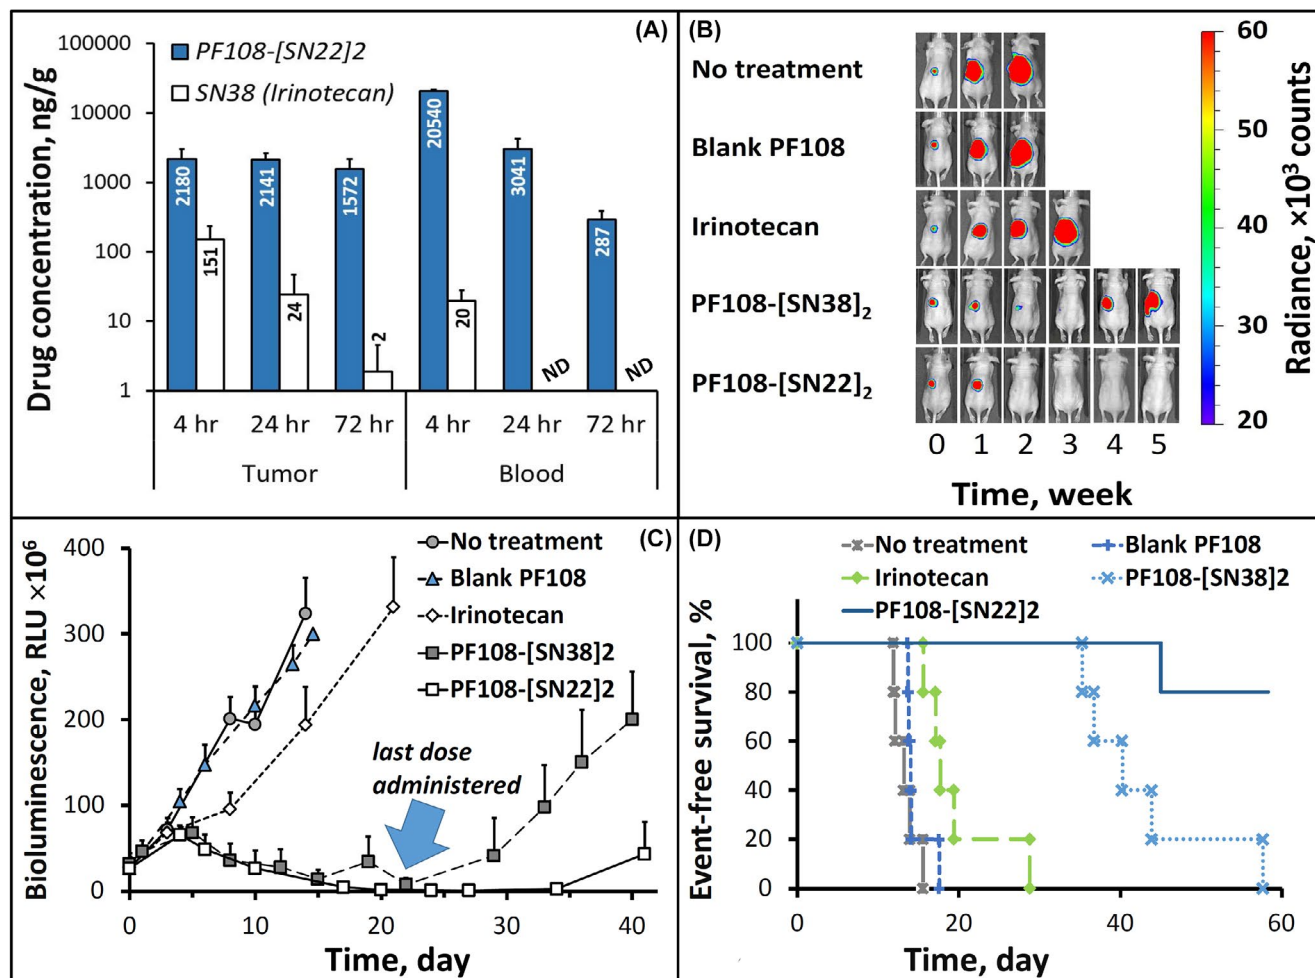 (A)
PF108-[SN22]2
SN38 (Irinotecan)
Drug concentration, ng/g
100000
10000
1000
100
10
1
2180
151
2141
24
1572
2
20540
20
3041
ND
287
ND
4 hr
24 hr
72 hr
4 hr
24 hr
72 hr
Tumor
Blood
(B)
No treatment
Blank PF108
Irinotecan
PF108-[SN38]₂
PF108-[SN22]₂
0 1 2 3 4 5
Time, week
60
50
40
30
20
Radiance, ×10³ counts
(C)
No treatment
Blank PF108
Irinotecan
PF108-[SN38]2
PF108-[SN22]2
last dose
administered
Bioluminescence, RLU ×10⁶
400
300
200
100
0
0 10 20 30 40
Time, day
(D)
No treatment
Blank PF108
Irinotecan
PF108-[SN38]2
PF108-[SN22]2
Event-free survival, %
100
80
60
40
20
0
0 20 40 60
Time, day